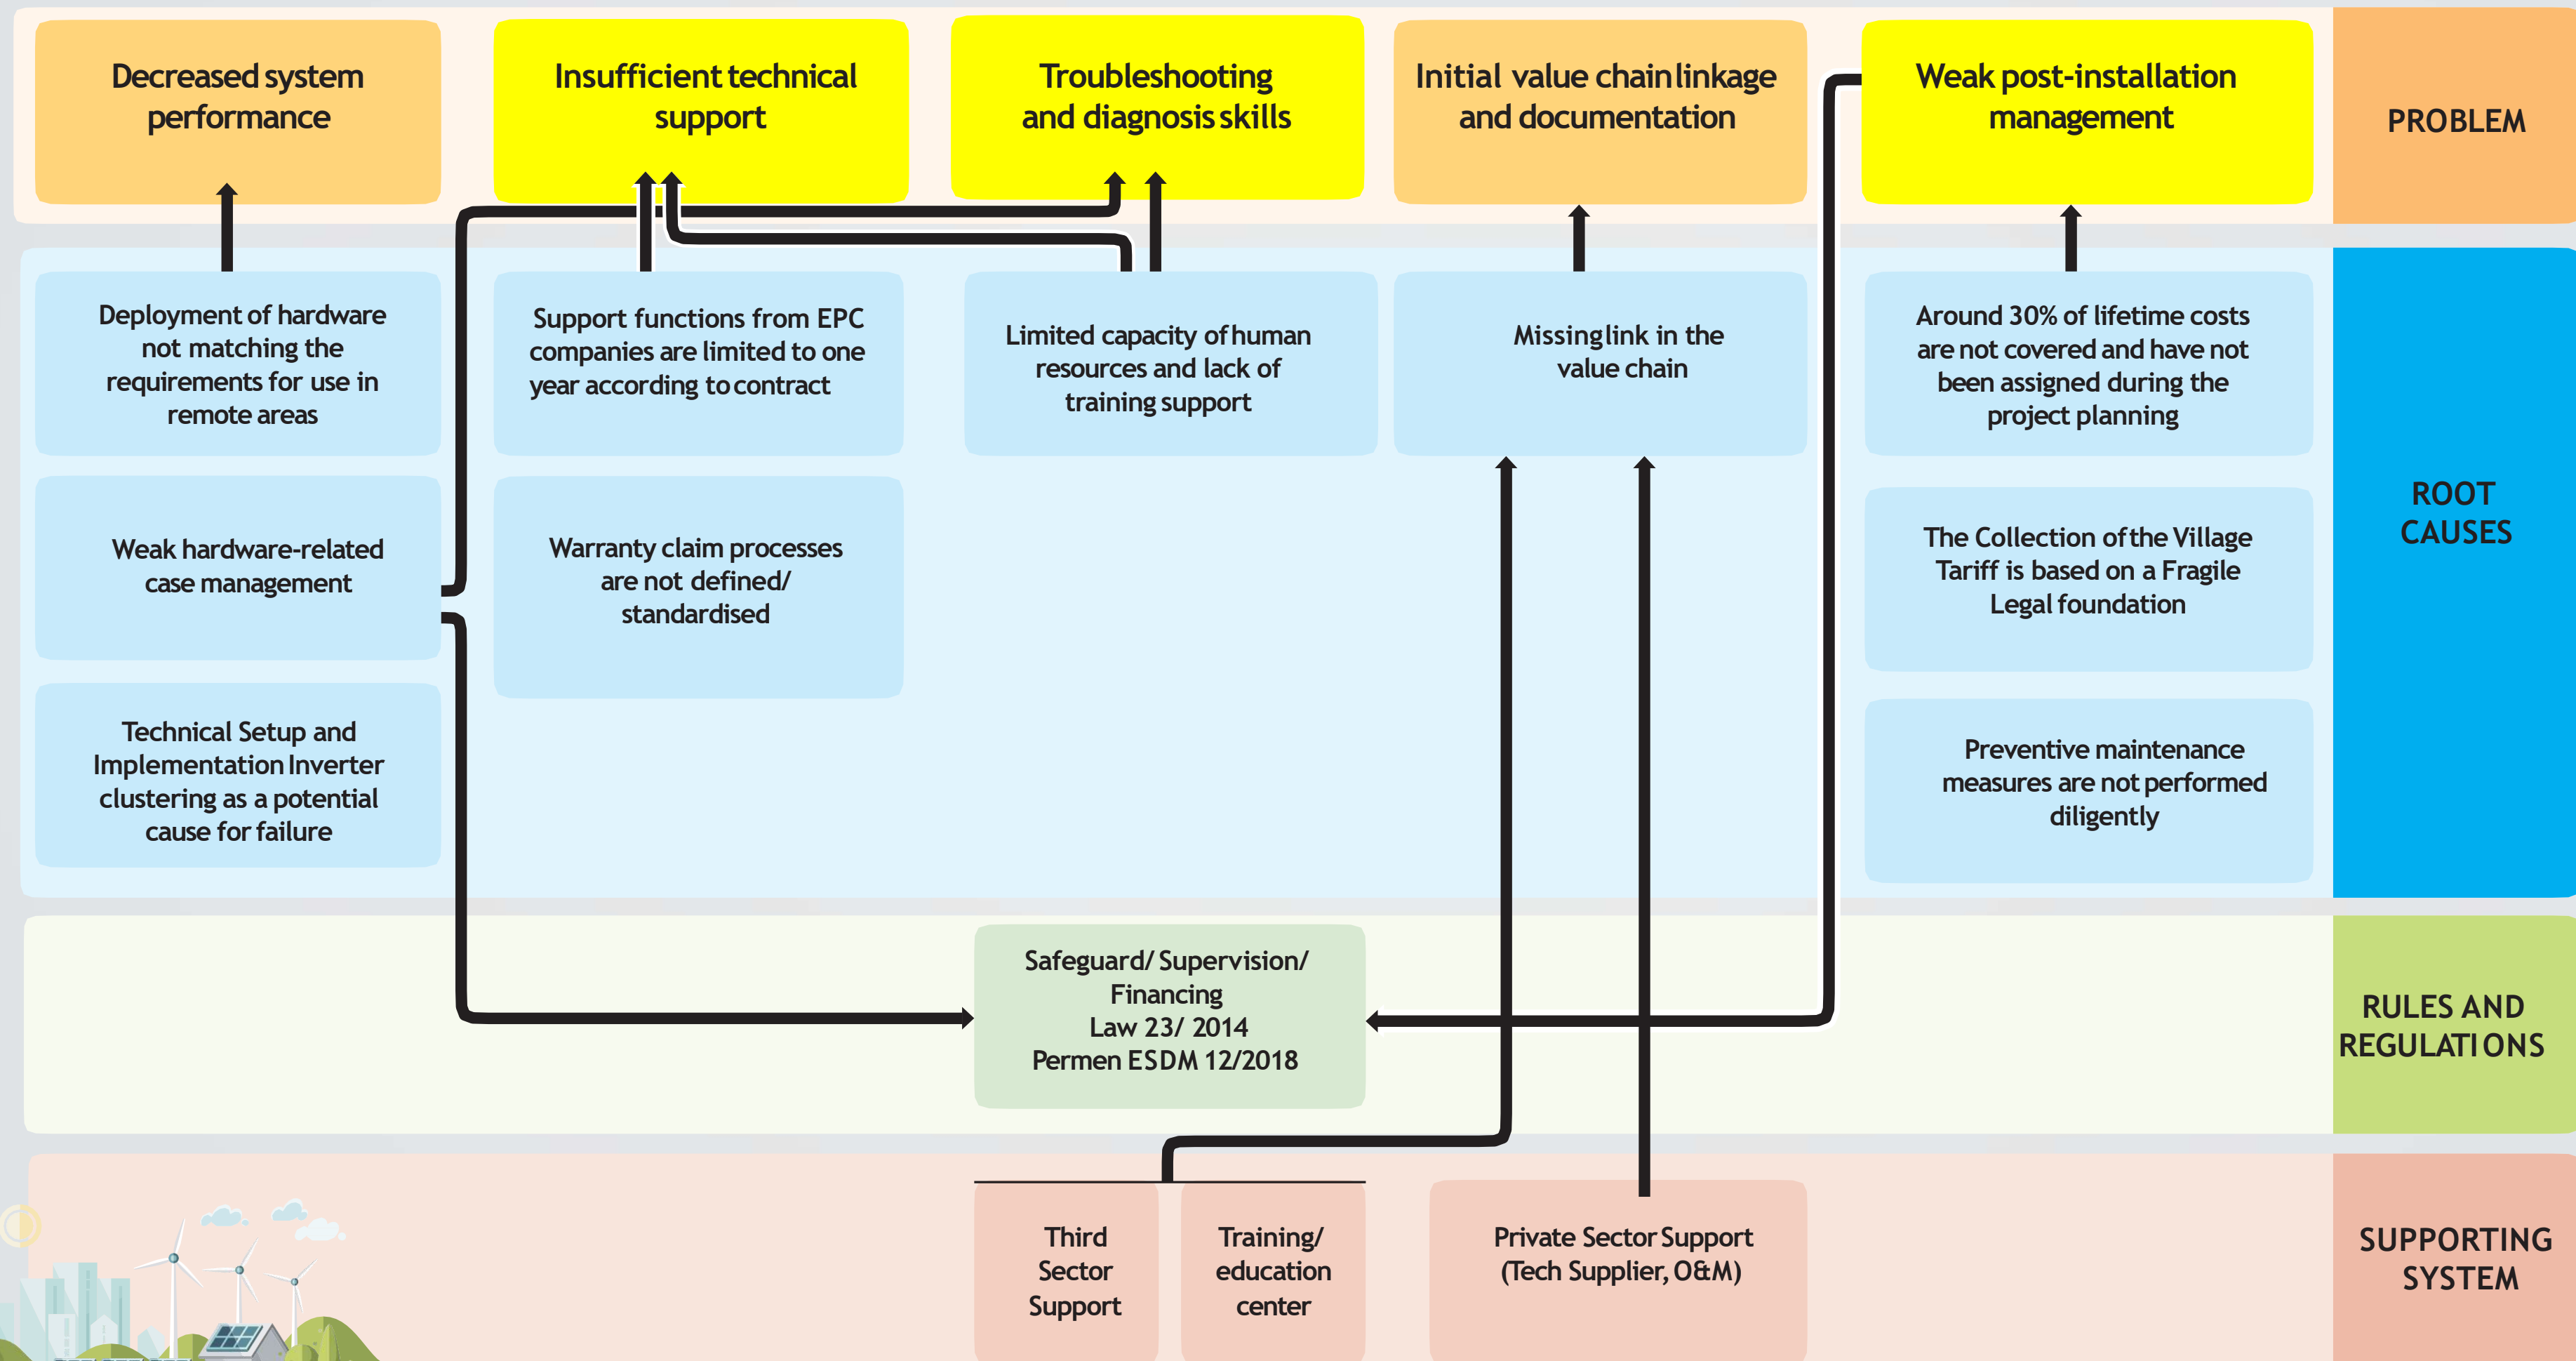 Decreased system
performance
Insufficient technical
support
Troubleshooting
and diagnosis skills
Initial value chain linkage
and documentation
Weak post-installation
management
PROBLEM
Deployment of hardware
not matching the
requirements for use in
remote areas
Support functions from EPC
companies are limited to one
year according to contract
Limited capacity of human
resources and lack of
training support
Missing link in the
value chain
Around 30% of lifetime costs
are not covered and have not
been assigned during the
project planning
ROOT
CAUSES
Weak hardware-related
case management
Warranty claim processes
are not defined/
standardised
The Collection of the Village
Tariff is based on a Fragile
Legal foundation
Technical Setup and
Implementation Inverter
clustering as a potential
cause for failure
Preventive maintenance
measures are not performed
diligently
Safeguard/ Supervision/
Financing
Law 23/ 2014
Permen ESDM 12/2018
RULES AND
REGULATIONS
Third
Sector
Support
Training/
education
center
Private Sector Support
(Tech Supplier, O&M)
SUPPORTING
SYSTEM